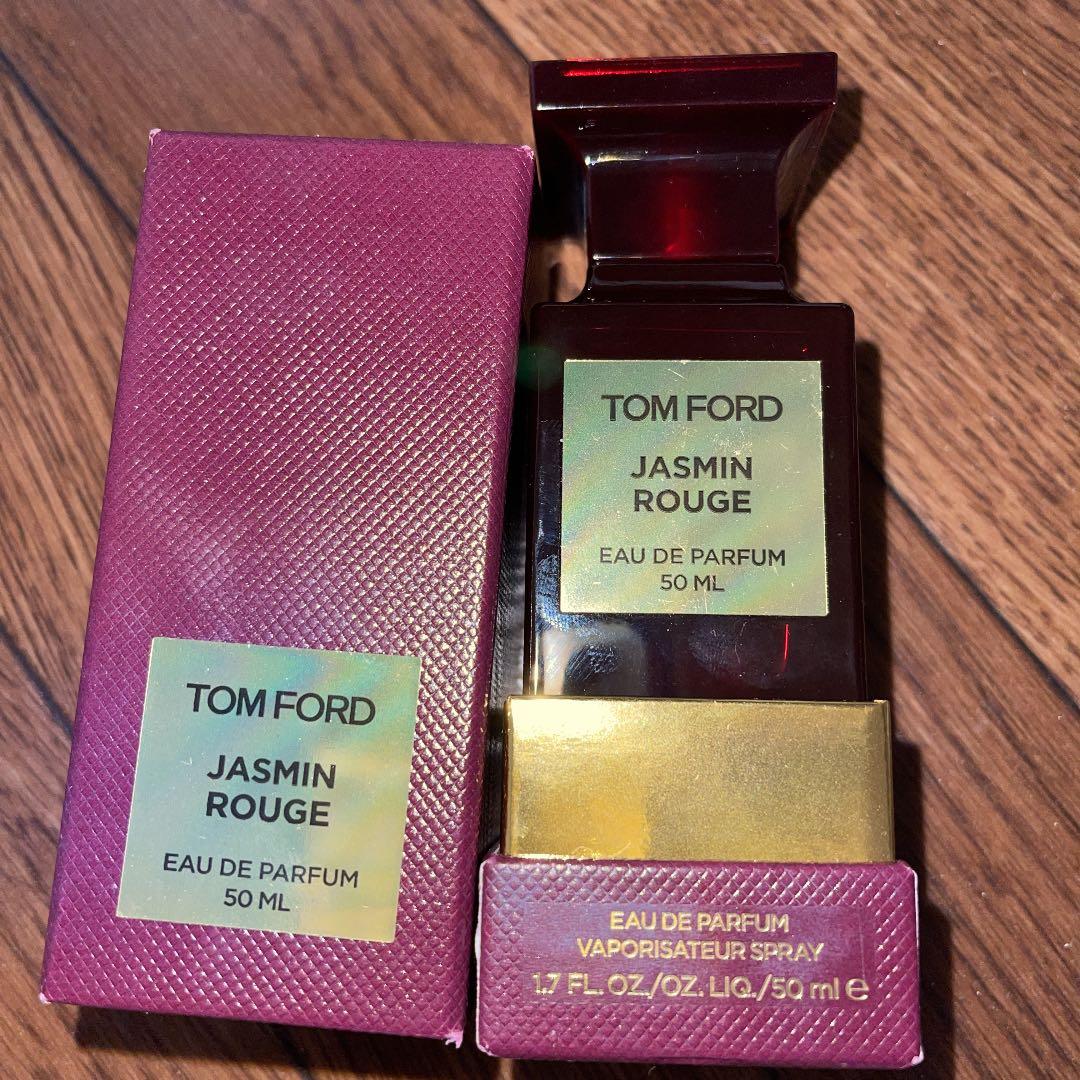 TOM FORD
JASMIN
ROUGE
EAU DE PARFUM
50 ML
TOM FORD
JASMIN
ROUGE
EAU DE PARFUM
50 ML
EAU DE PARFUM
VAPORISATEUR SPRAY
1.7 FL. OZ./OZ. LIQ./50 ml e